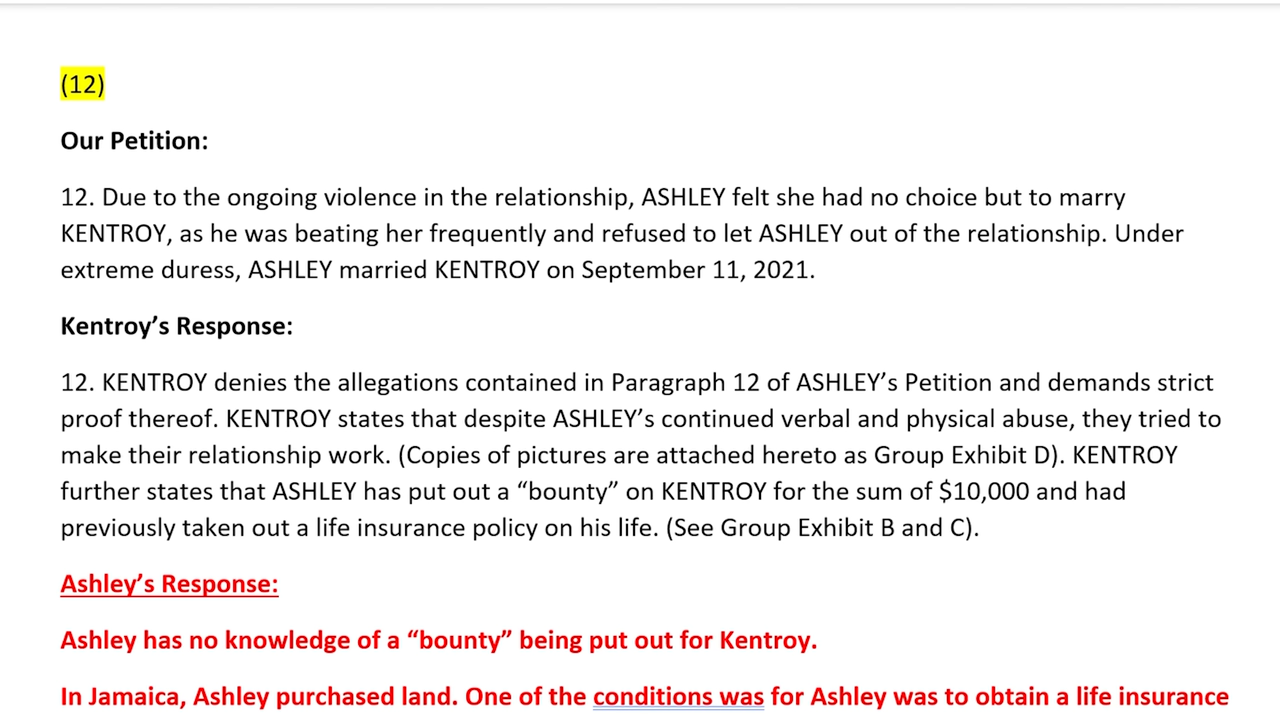 (12)
Our Petition:
12. Due to the ongoing violence in the relationship, ASHLEY felt she had no choice but to marry
KENTROY, as he was beating her frequently and refused to let ASHLEY out of the relationship. Under
extreme duress, ASHLEY married KENTROY on September 11, 2021.
Kentroy’s Response:
12. KENTROY denies the allegations contained in Paragraph 12 of ASHLEY’s Petition and demands strict
proof thereof. KENTROY states that despite ASHLEY’s continued verbal and physical abuse, they tried to
make their relationship work. (Copies of pictures are attached hereto as Group Exhibit D). KENTROY
further states that ASHLEY has put out a “bounty” on KENTROY for the sum of $10,000 and had
previously taken out a life insurance policy on his life. (See Group Exhibit B and C).
Ashley’s Response:
Ashley has no knowledge of a “bounty” being put out for Kentroy.
In Jamaica, Ashley purchased land. One of the conditions was for Ashley was to obtain a life insurance